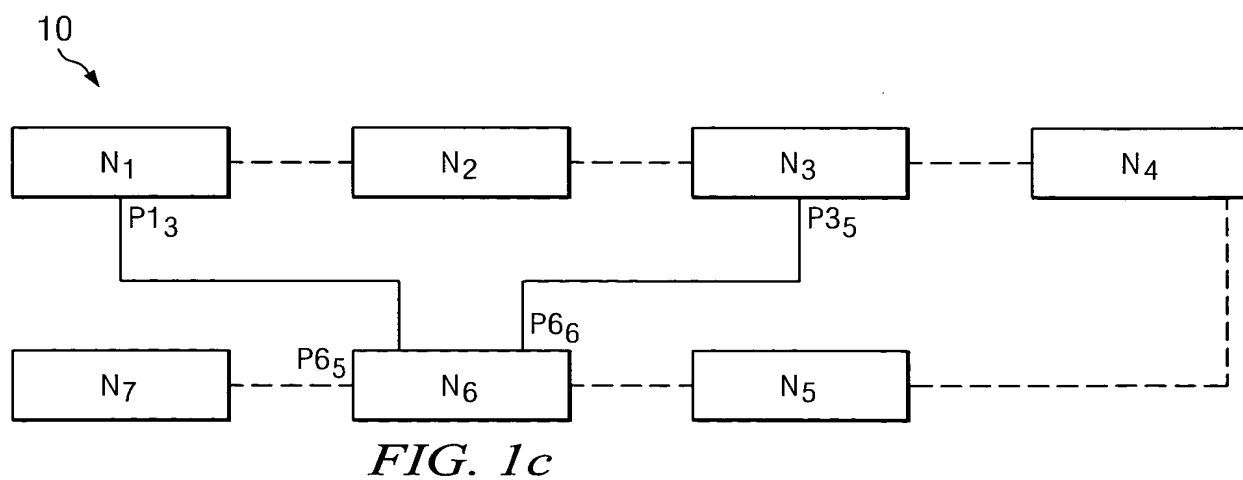 10
N₁ N₂ N₃ N₄
P1₃ P3₅
P6₆
P6₅
N₇ N₆ N₅
FIG. 1c